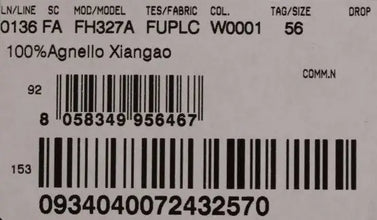 LN/LINE SC MOD/MODEL TES/FABRIC COL. TAG/SIZE DROP
0136 FA FH327A FUPLC W0001 56
100%Agnello Xiangao
COMM.N
92
8 058349 956467
153
0934040072432570